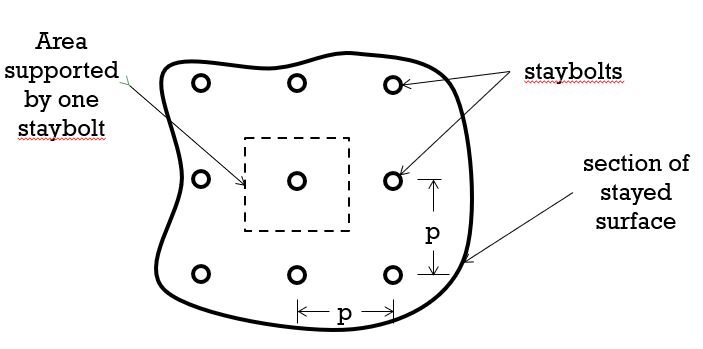 Area
supported
by one
staybolt
staybolts
section of
stayed
surface
p
p